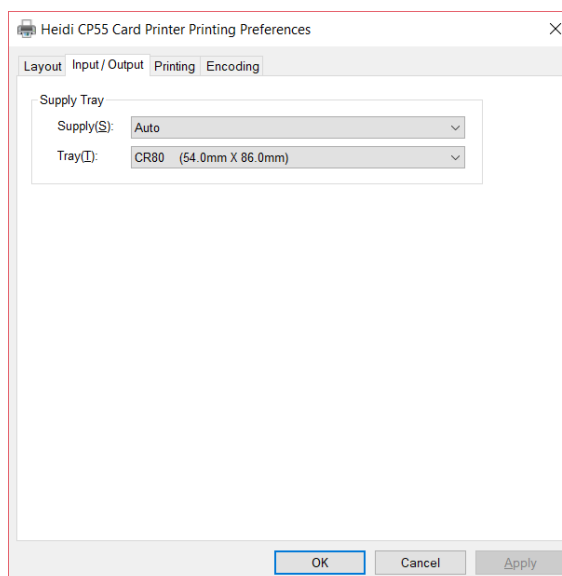 Heidi CP55 Card Printer Printing Preferences
Layout Input / Output Printing Encoding
Supply Tray
Supply(S): Auto
Tray(T): CR80 (54.0mm X 86.0mm)
OK Cancel Apply